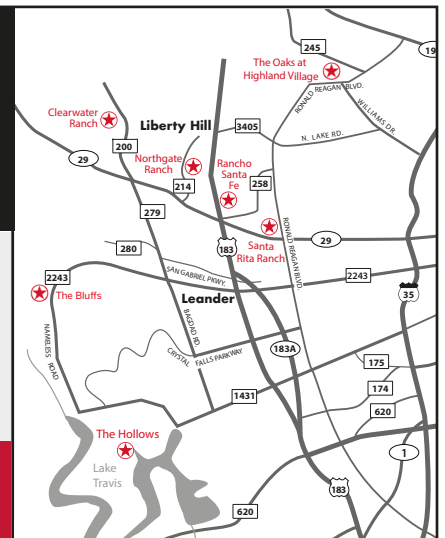 245
19
The Oaks at
Highland Village
RONALD REAGAN BLVD.
WILLIAMS DR.
Clearwater
Ranch
Liberty Hill
3405
N. LAKE RD.
200
29
Northgate
Ranch
Rancho
Santa
Fe
214
258
279
RONALD REAGAN BLVD.
Santa
Rita Ranch
29
183
280
2243
SAN GABRIEL PKWY.
2243
The Bluffs
Leander
35
NAMELESS ROAD
BAGDAD RD.
CRYSTAL FALLS PARKWAY
183A
175
174
1431
620
The Hollows
1
Lake
Travis
183
620